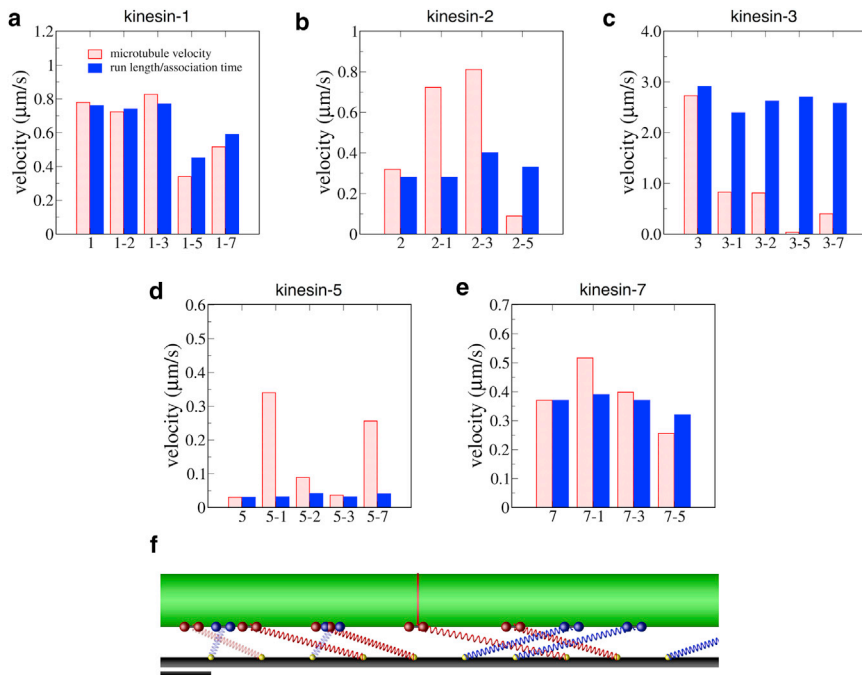 a kinesin-1
b kinesin-2
c kinesin-3
velocity (μm/s)
1.2
1
0.8
0.6
0.4
0.2
0
microtubule velocity
run length/association time
1 1-2 1-3 1-5 1-7
velocity (μm/s)
1
0.8
0.6
0.4
0.2
0
2 2-1 2-3 2-5
velocity (μm/s)
4.0
3.0
2.0
1.0
0.0
3 3-1 3-2 3-5 3-7
d kinesin-5
e kinesin-7
velocity (μm/s)
0.6
0.5
0.4
0.3
0.2
0.1
0
5 5-1 5-2 5-3 5-7
velocity (μm/s)
0.7
0.6
0.5
0.4
0.3
0.2
0.1
0
7 7-1 7-3 7-5
f